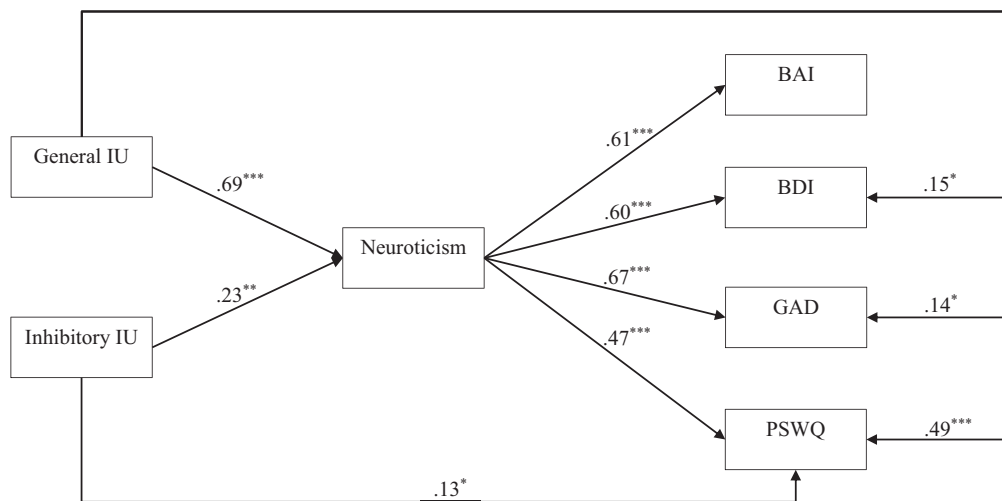 BAI
General IU
.61***
.69***
BDI
.15*
.60***
Neuroticism
.67***
.23**
GAD
.14*
Inhibitory IU
.47***
PSWQ
.49***
.13*